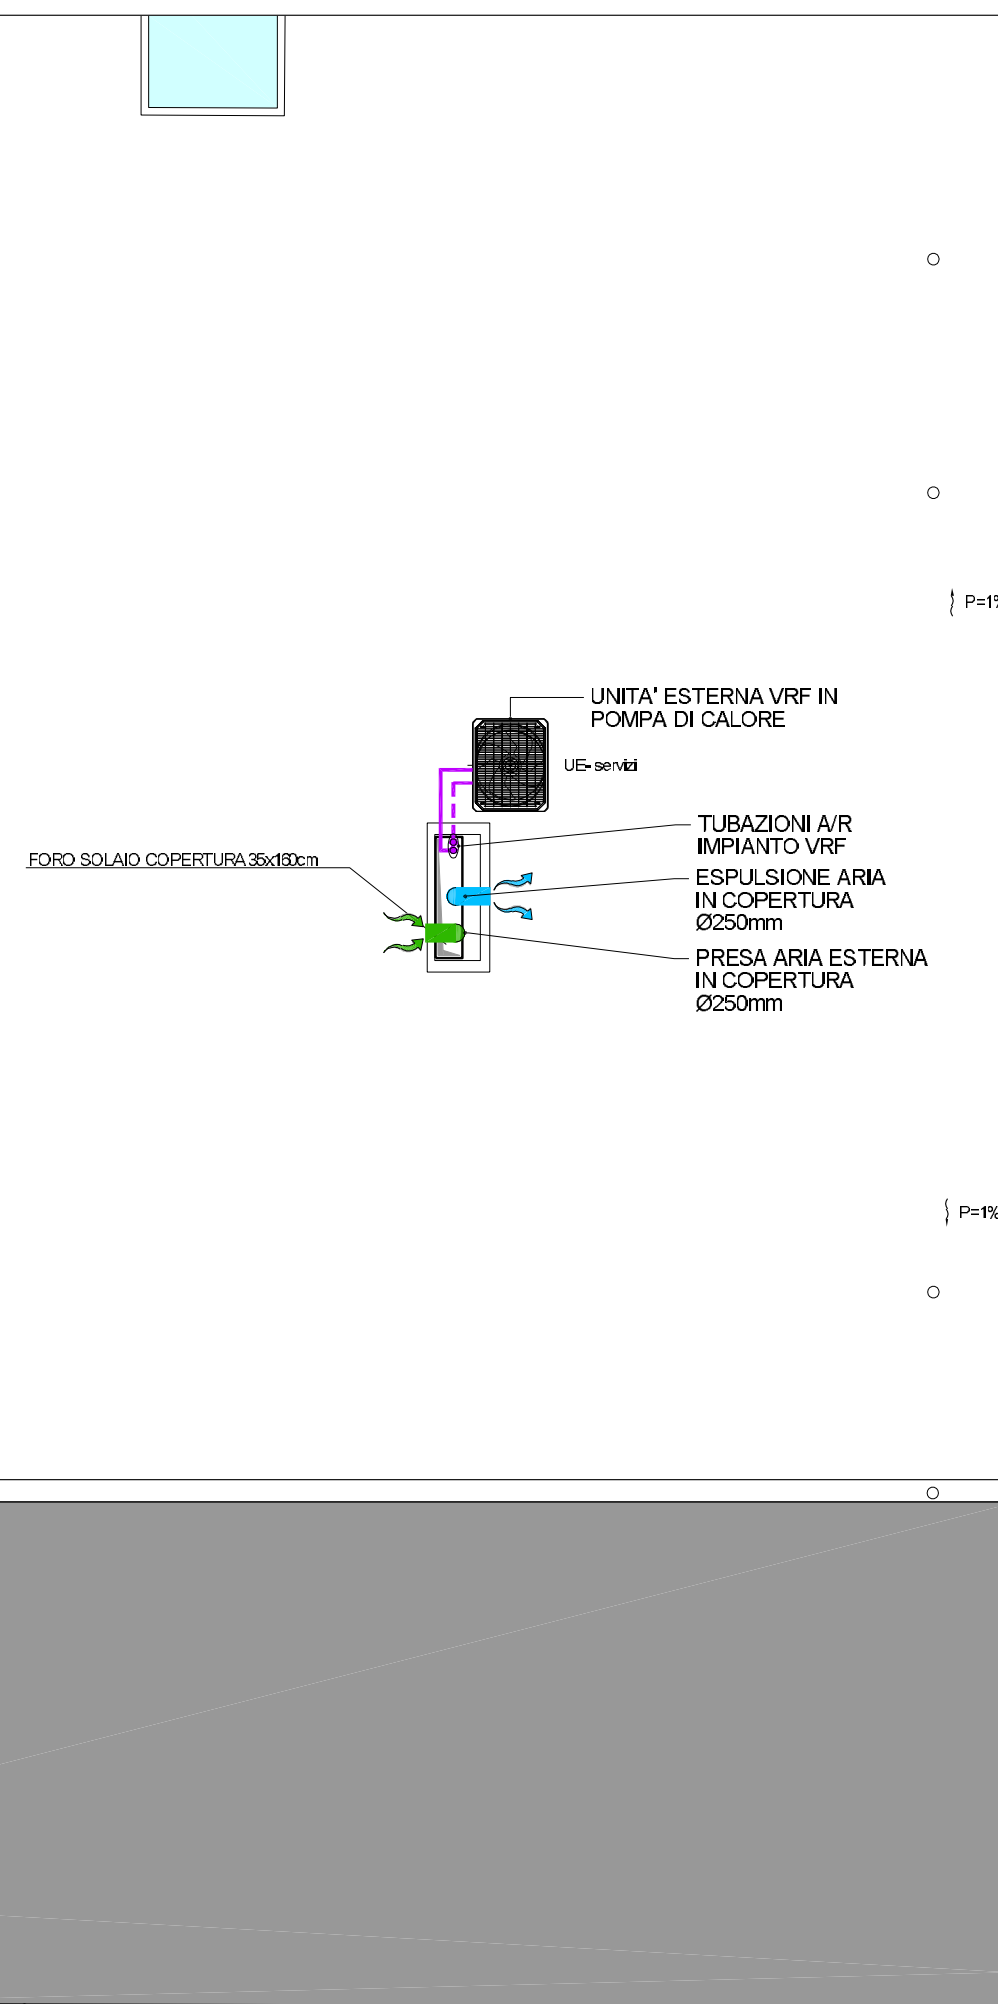 P=1%
UNITA' ESTERNA VRF IN
POMPA DI CALORE
UE-servizi
TUBAZIONI A/R
IMPIANTO VRF
FORO SOLAIO COPERTURA 35x160cm
ESPULSIONE ARIA
IN COPERTURA
Ø250mm
PRESA ARIA ESTERNA
IN COPERTURA
Ø250mm
P=1%